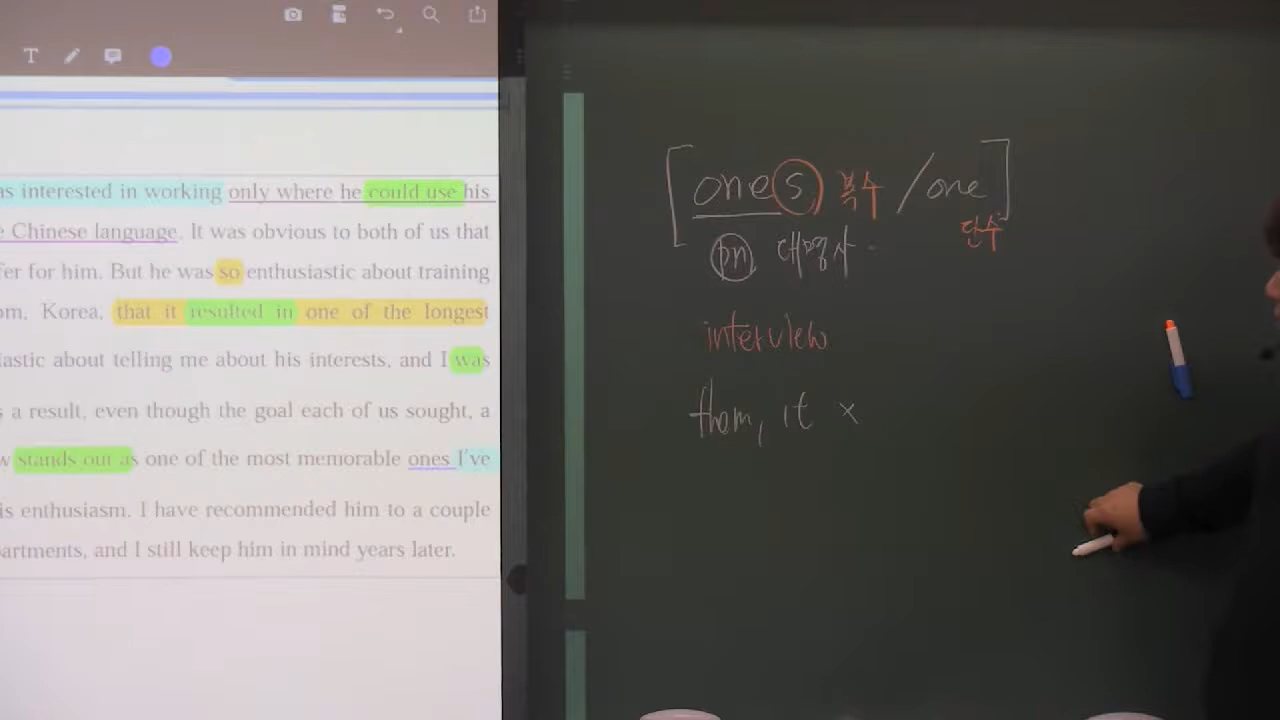 T
as interested in working only where he could use his
e Chinese language. It was obvious to both of us that
fer for him. But he was so enthusiastic about training
om, Korea, that it resulted in one of the longest
iastic about telling me about his interests, and I was
s a result, even though the goal each of us sought, a
w stands out as one of the most memorable ones I've
is enthusiasm. I have recommended him to a couple
partments, and I still keep him in mind years later.
[ones 복수 / one]
단수
pn 대명사
interview
them, it ×